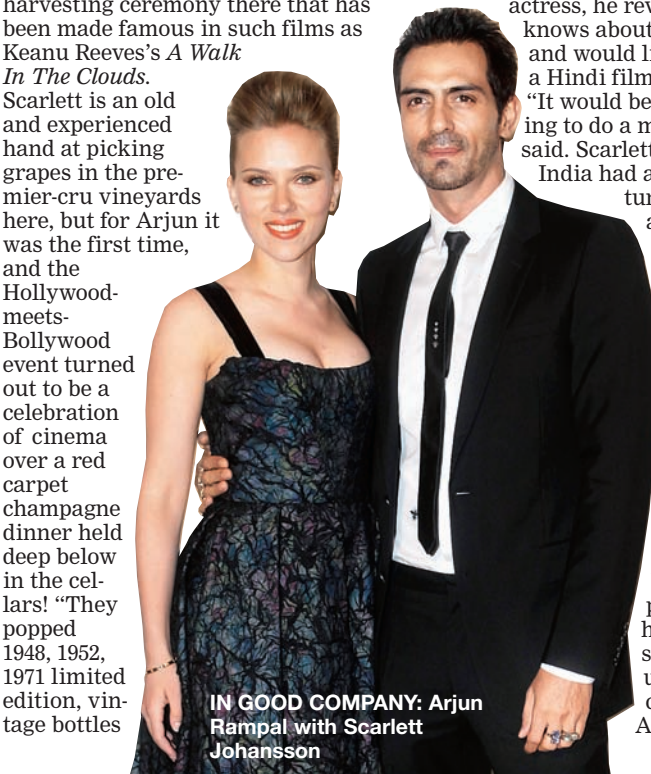 harvesting ceremony there that has
been made famous in such films as
Keanu Reeves's A Walk
In The Clouds.
Scarlett is an old
and experienced
hand at picking
grapes in the pre-
mier-cru vineyards
here, but for Arjun it
was the first time,
and the
Hollywood-
meets-
Bollywood
event turned
out to be a
celebration
of cinema
over a red
carpet
champagne
dinner held
deep below
in the cel-
lars! “They
popped
1948, 1952,
1971 limited
edition, vin-
tage bottles
IN GOOD COMPANY: Arjun
Rampal with Scarlett
Johansson
actress, he
knows about
and would
a Hindi film
“It would be
ing to do a
said. Scarlett
India had a